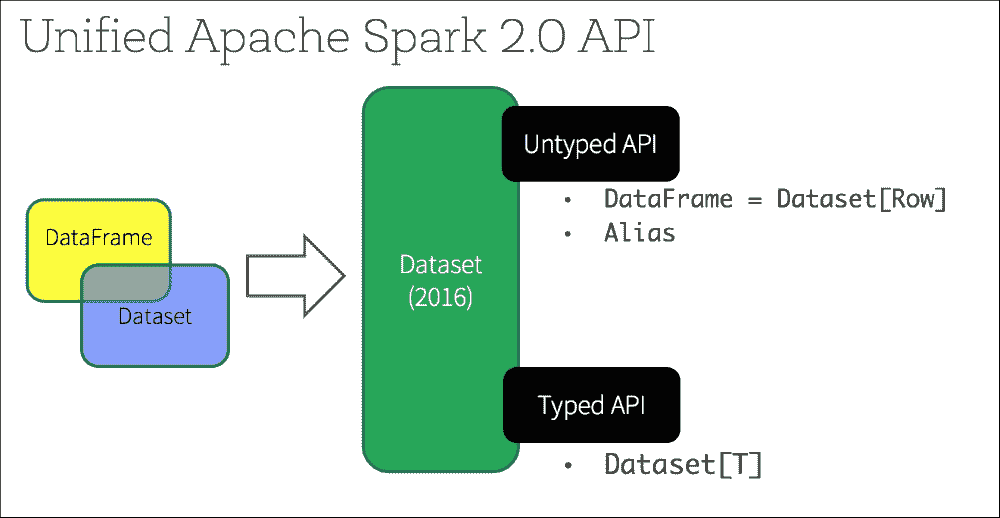 Unified Apache Spark 2.0 API
DataFrame
Dataset
Dataset
(2016)
Untyped API
• DataFrame = Dataset[Row]
• Alias
Typed API
• Dataset[T]